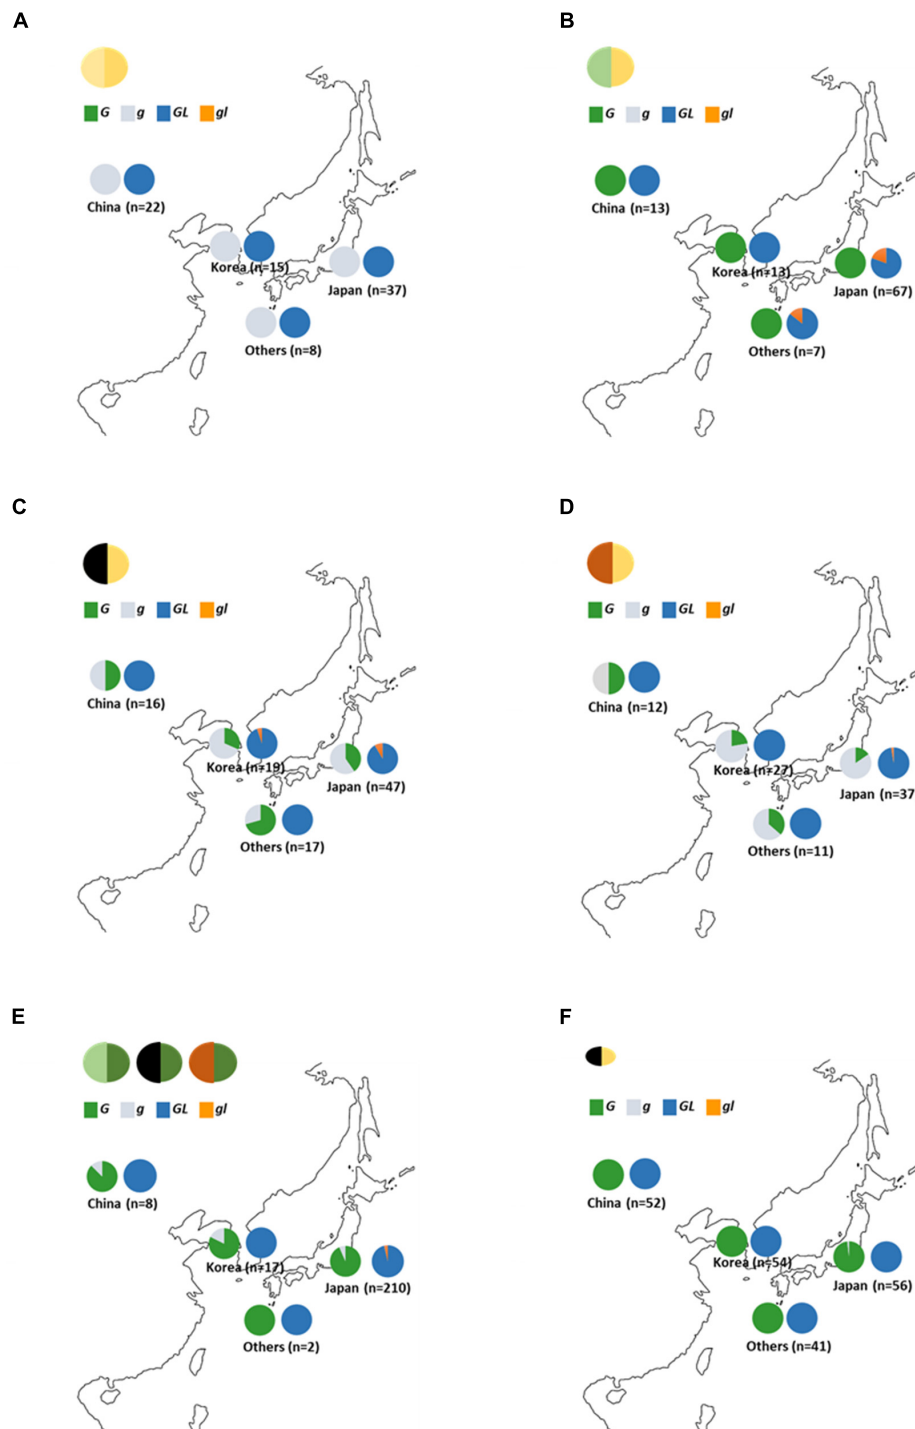 A
B
G g GL gl
G g GL gl
China (n=22)
China (n=13)
Korea (n=15)
Korea (n=13)
Japan (n=37)
Japan (n=67)
Others (n=8)
Others (n=7)
C
D
G g GL gl
G g GL gl
China (n=16)
China (n=12)
Korea (n=19)
Korea (n=27)
Japan (n=47)
Japan (n=37
Others (n=17)
Others (n=11)
E
F
G g GL gl
G g GL gl
China (n=8)
China (n=52)
Korea (n=17)
Korea (n=54)
Japan (n=210)
Japan (n=56)
Others (n=2)
Others (n=41)